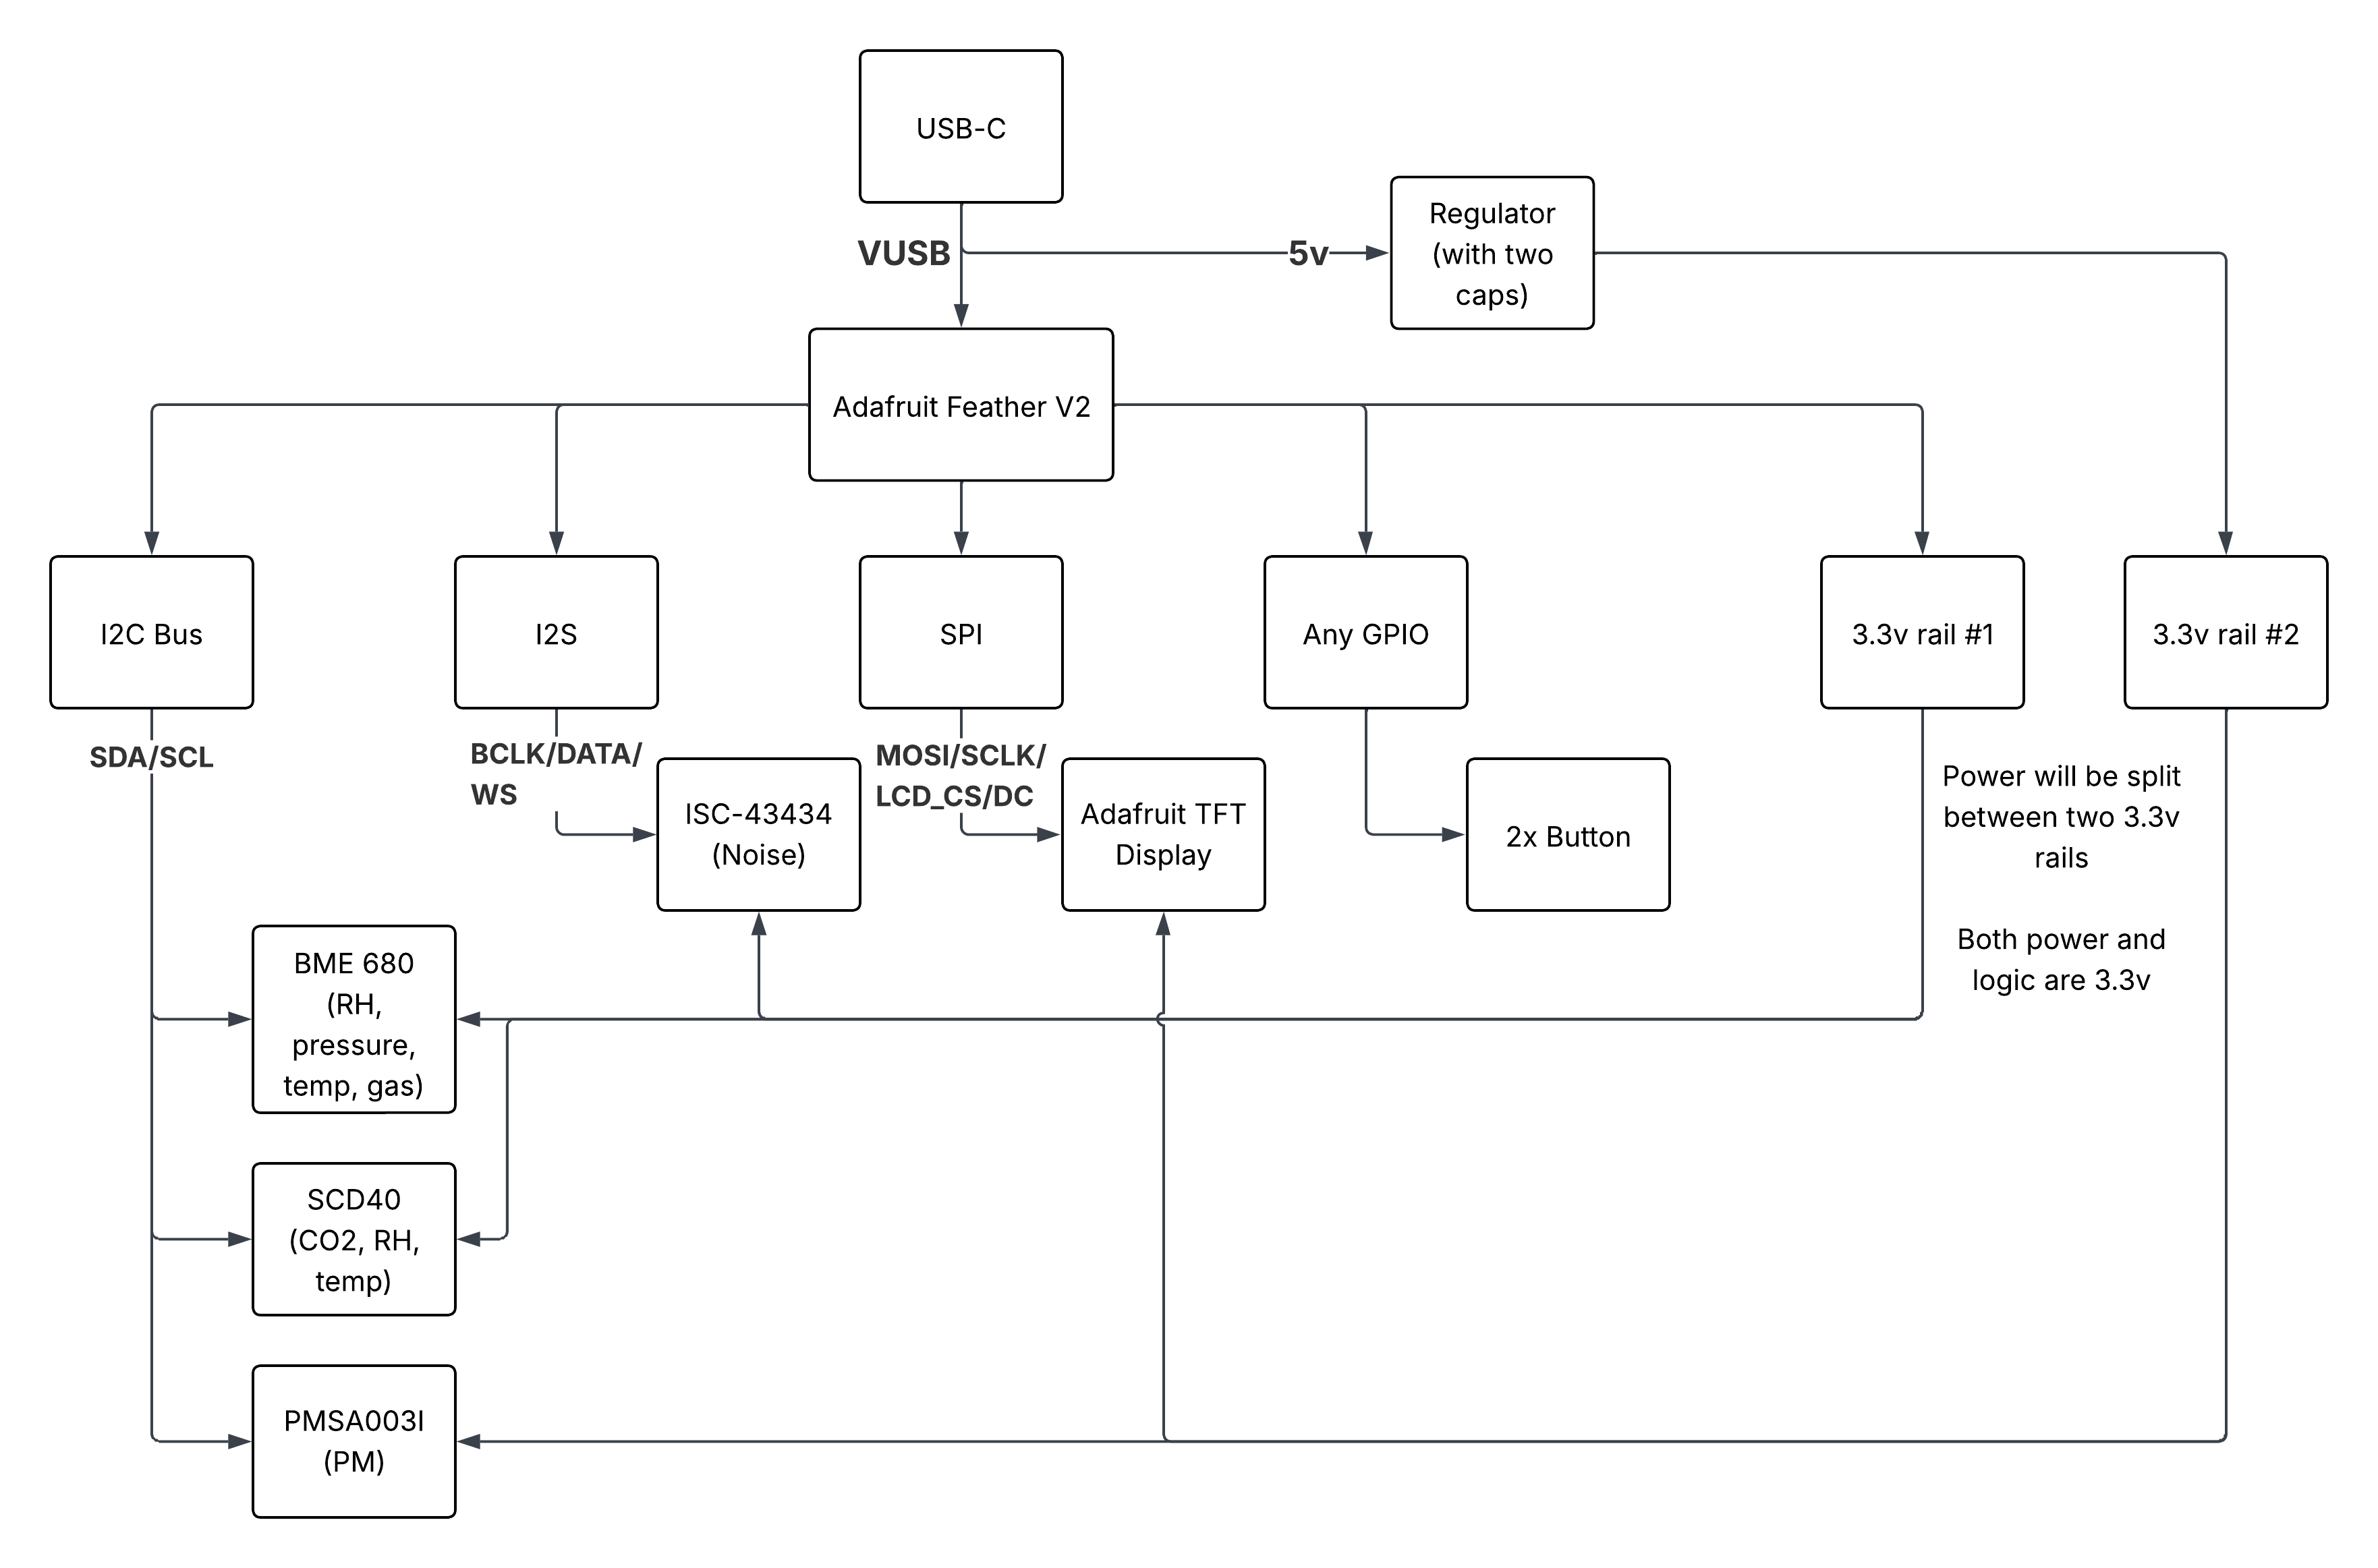 USB-C
Regulator
(with two
caps)
VUSB
5v
Adafruit Feather V2
I2C Bus
I2S
SPI
Any GPIO
3.3v rail #1
3.3v rail #2
SDA/SCL
BCLK/DATA/
WS
MOSI/SCLK/
LCD_CS/DC
ISC-43434
(Noise)
Adafruit TFT
Display
2x Button
Power will be split
between two 3.3v
rails
Both power and
logic are 3.3v
BME 680
(RH,
pressure,
temp, gas)
SCD40
(CO2, RH,
temp)
PMSA003I
(PM)